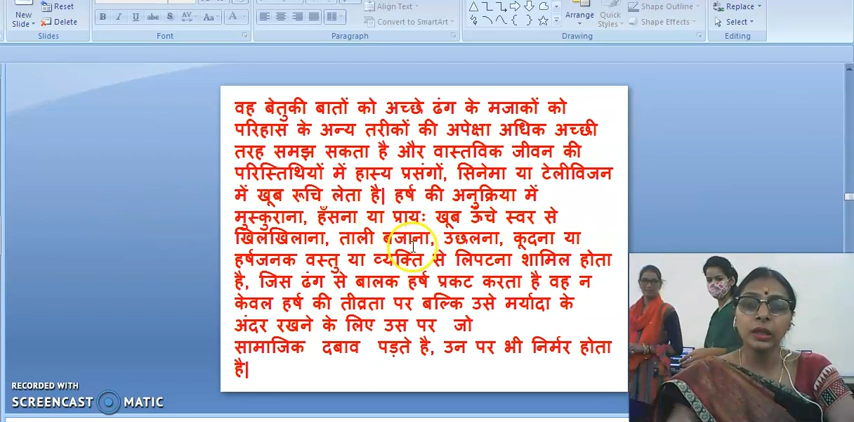 Reset
New Slide
Delete
Slides
B I U S abe AV Aa A
Font
Align Text
Convert to SmartArt
Paragraph
Arrange
Quick Styles
Shape Outline
Shape Effects
Drawing
Replace
Select
Editing
वह बेतुकी बातों को अच्छे ढंग के मजाकों को
परिहास के अन्य तरीकों की अपेक्षा अधिक अच्छी
तरह समझ सकता है और वास्तविक जीवन की
परिस्तिथियों में हास्य प्रसंगों, सिनेमा या टेलीविजन
में खूब रूचि लेता है| हर्ष की अनुक्रिया में
मुस्कुराना, हँसना या प्रायः खूब ऊँचे स्वर से
खिलखिलाना, ताली बजाना, उछलना, कूदना या
हर्षजनक वस्तु या व्यक्ति से लिपटना शामिल होता
है, जिस ढंग से बालक हर्ष प्रकट करता है वह न
केवल हर्ष की तीव्रता पर बल्कि उसे मर्यादा के
अंदर रखने के लिए उस पर जो
सामाजिक दबाव पड़ते है, उन पर भी निर्मर होता
है|
RECORDED WITH
SCREENCAST MATIC